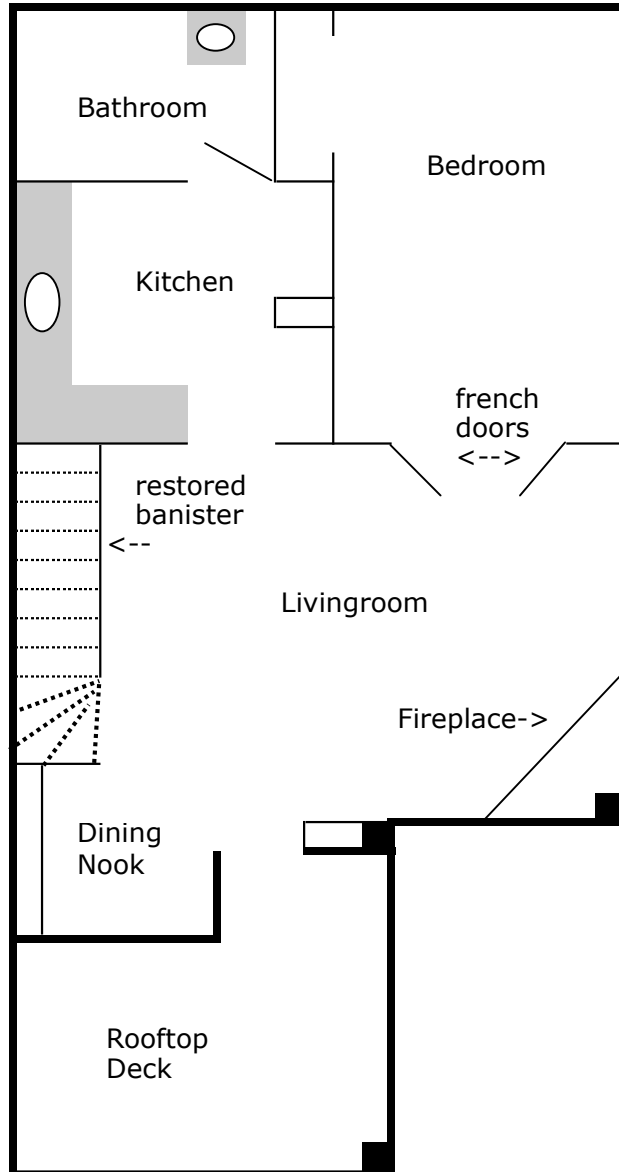 Bathroom
Bedroom
Kitchen
french
doors
<-->
restored
banister
<--
Livingroom
Fireplace->
Dining
Nook
Rooftop
Deck